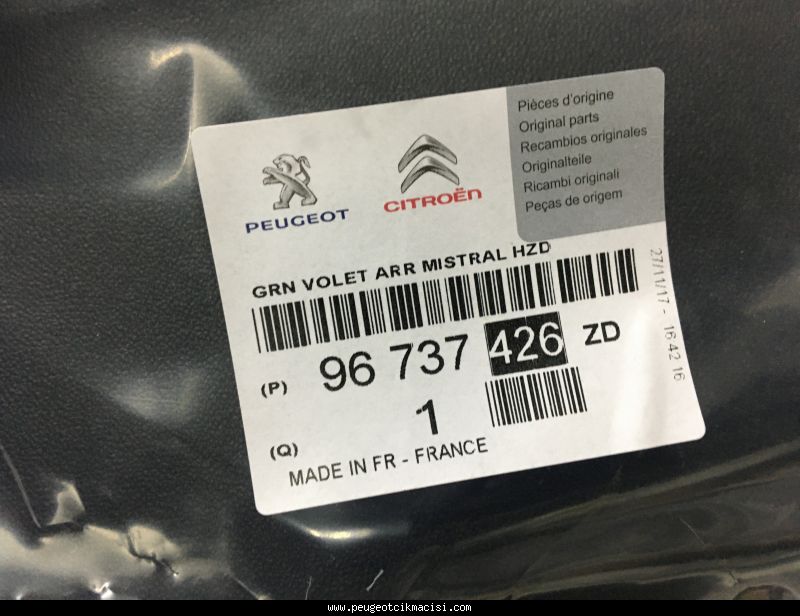 Pièces d'origine
Original parts
Recambios originales
Originalteile
Ricambi originali
Peças de origem
PEUGEOT
CITROËN
GRN VOLET ARR MISTRAL HZD
(P) 96 737 426 ZD
(Q) 1
MADE IN FR - FRANCE
27/11/17 - 16 42 16
www.peugeotcikmacisi.com